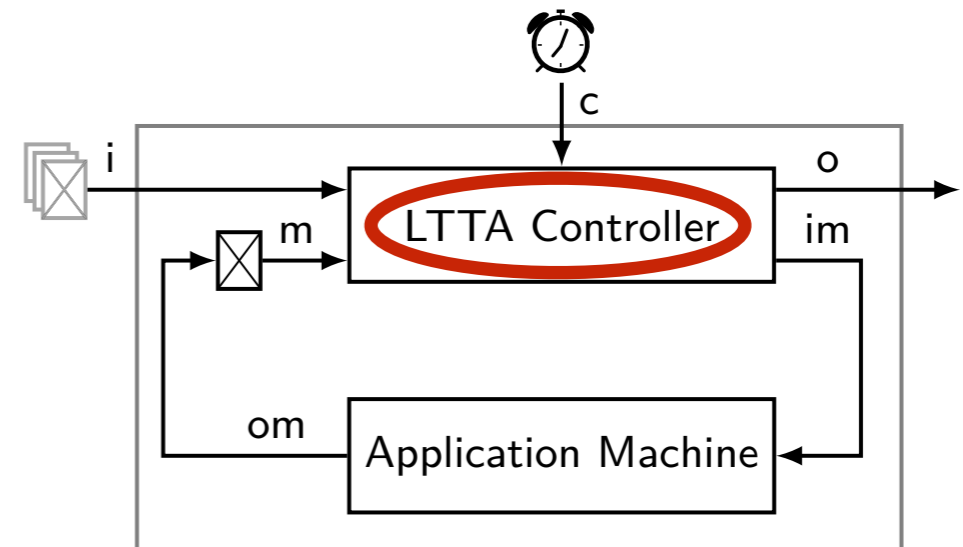 c
i
o
LTTA Controller
m
im
om
Application Machine